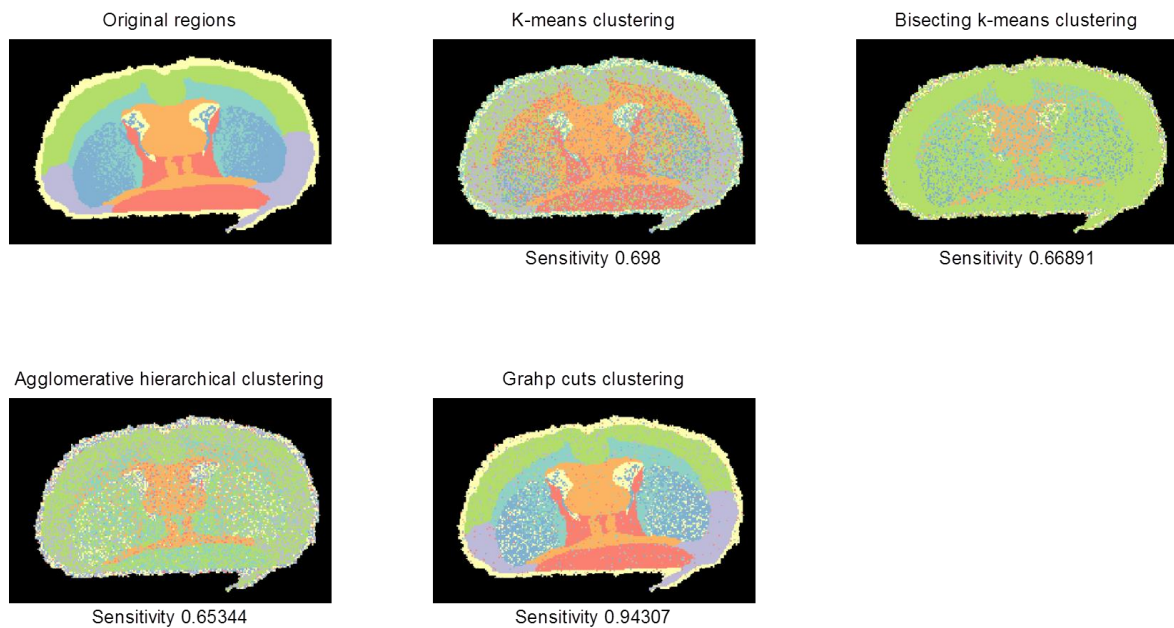 Original regions
K-means clustering
Bisecting k-means clustering
Sensitivity 0.698
Sensitivity 0.66891
Agglomerative hierarchical clustering
Grahp cuts clustering
Sensitivity 0.65344
Sensitivity 0.94307